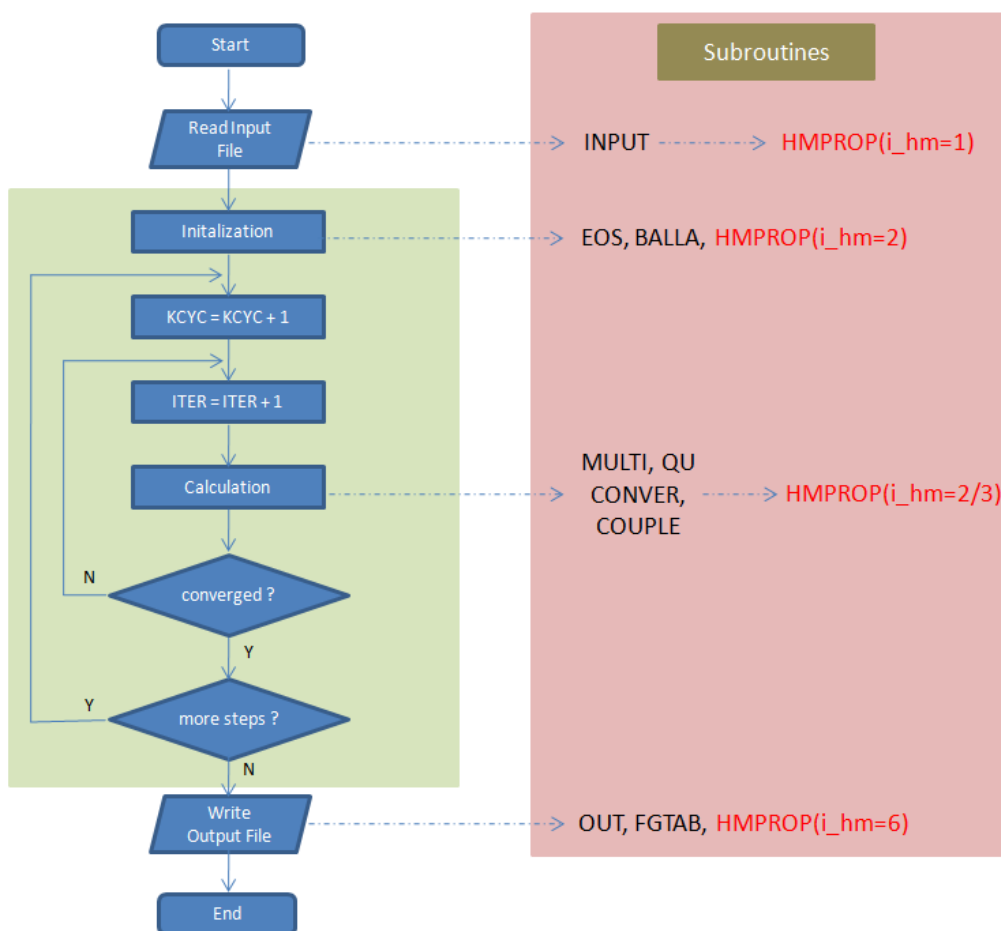 Start
Subroutines
Read Input
File
INPUT
HMPROP(i_hm=1)
Initalization
EOS, BALLA, HMPROP(i_hm=2)
KCYC = KCYC + 1
ITER = ITER + 1
Calculation
MULTI, QU
CONVER,
COUPLE
HMPROP(i_hm=2/3)
N
converged ?
Y
Y
more steps ?
N
Write
Output File
OUT, FGTAB, HMPROP(i_hm=6)
End